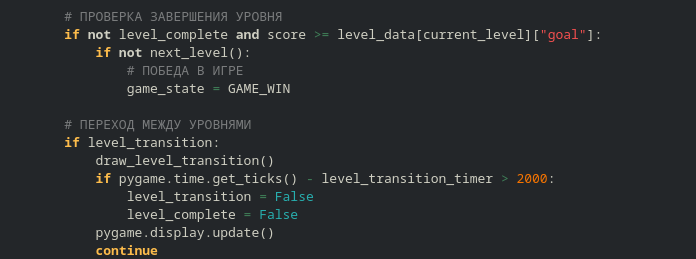 # ПРОВЕРКА ЗАВЕРШЕНИЯ УРОВНЯ
if not level_complete and score >= level_data[current_level]["goal"]:
    if not next_level():
        # ПОБЕДА В ИГРЕ
        game_state = GAME_WIN

# ПЕРЕХОД МЕЖДУ УРОВНЯМИ
if level_transition:
    draw_level_transition()
    if pygame.time.get_ticks() - level_transition_timer > 2000:
        level_transition = False
        level_complete = False
    pygame.display.update()
    continue